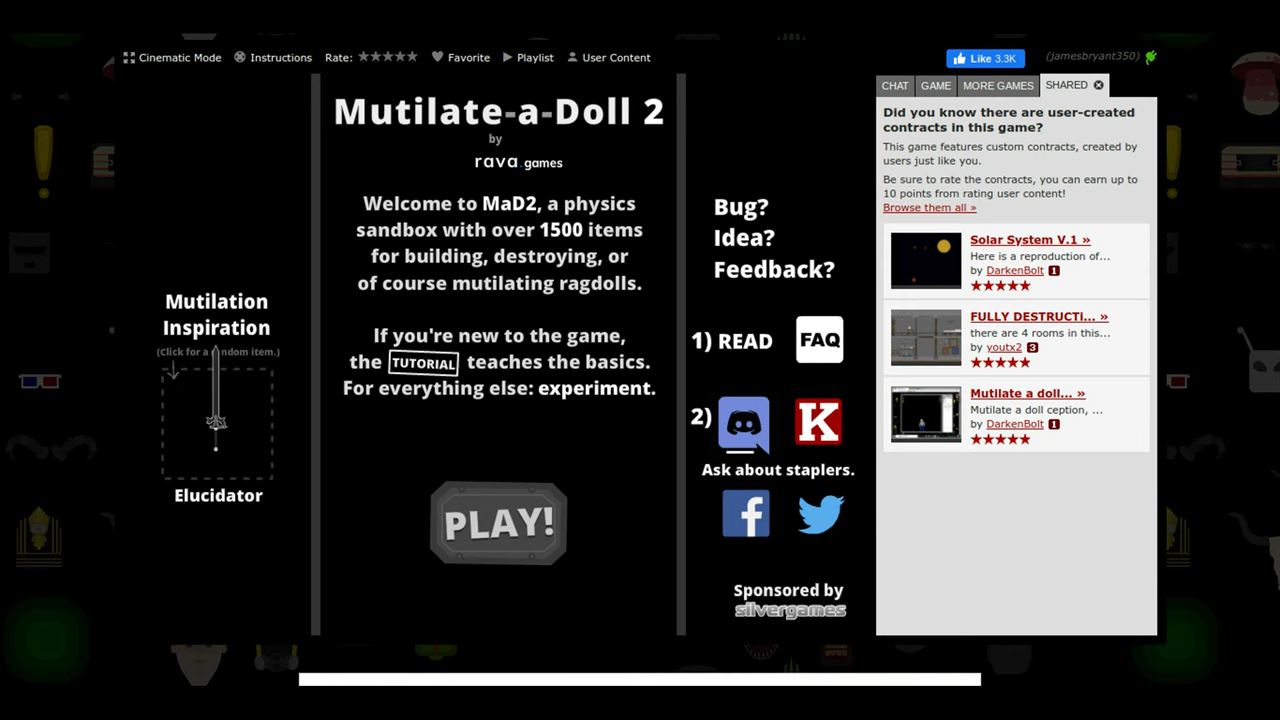 Cinematic Mode
Instructions
Rate:
Favorite
Playlist
User Content
Like 3.3K
(jamesbryant350)
Mutilate-a-Doll 2
by
rava.games
Welcome to MaD2, a physics
sandbox with over 1500 items
for building, destroying, or
of course mutilating ragdolls.
If you're new to the game,
the TUTORIAL teaches the basics.
For everything else: experiment.
PLAY!
Mutilation
Inspiration
(Click for a random item.)
Elucidator
Bug?
Idea?
Feedback?
1) READ FAQ
2) K
Ask about staplers.
f
Sponsored by
silvergames
CHAT
GAME
MORE GAMES
SHARED
Did you know there are user-created
contracts in this game?
This game features custom contracts, created by
users just like you.
Be sure to rate the contracts, you can earn up to
10 points from rating user content!
Browse them all »
Solar System V.1 »
Here is a reproduction of...
by DarkenBolt 1
FULLY DESTRUCTI... »
there are 4 rooms in this...
by youtx2 3
Mutilate a doll... »
Mutilate a doll ception, ...
by DarkenBolt 1